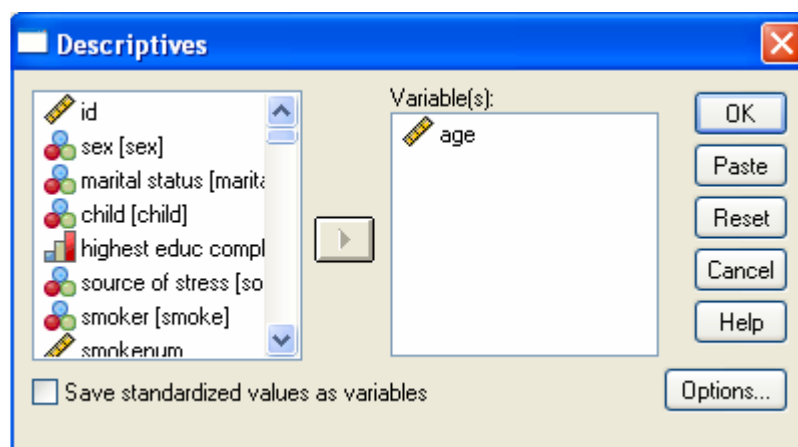 Descriptives
id
sex [sex]
marital status [marita
child [child]
highest educ compl
source of stress [so
smoker [smoke]
smokenum
Variable(s):
age
OK
Paste
Reset
Cancel
Help
Save standardized values as variables
Options...